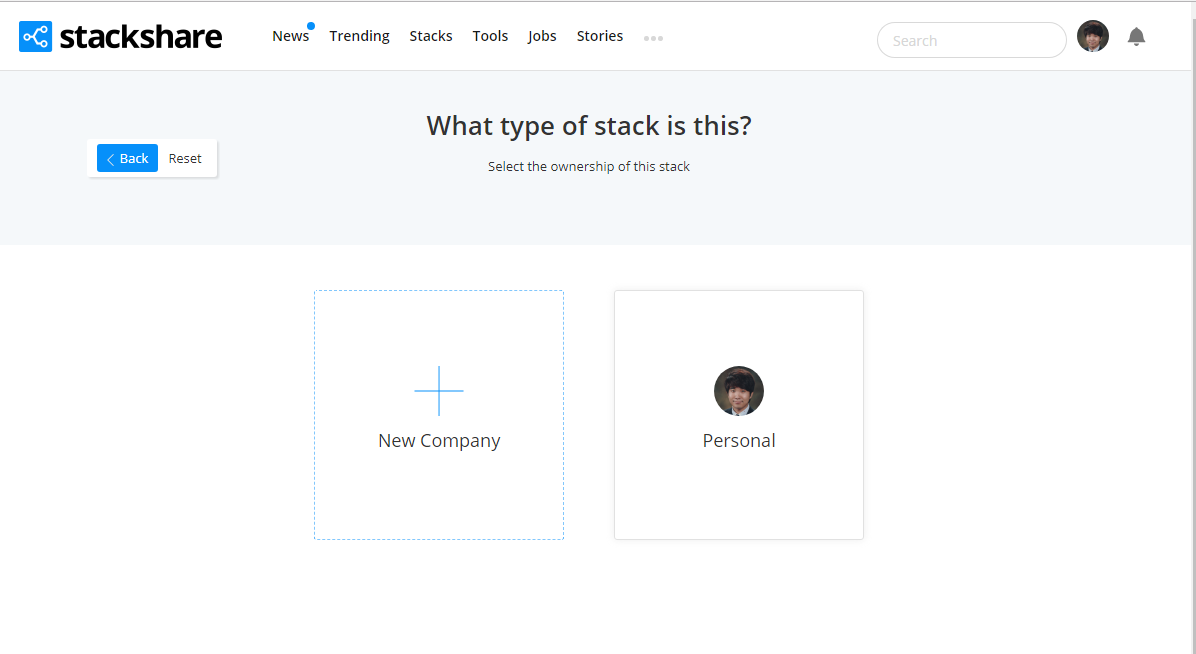 stackshare
News Trending Stacks Tools Jobs Stories
Search
What type of stack is this?
Back Reset
Select the ownership of this stack
New Company
Personal